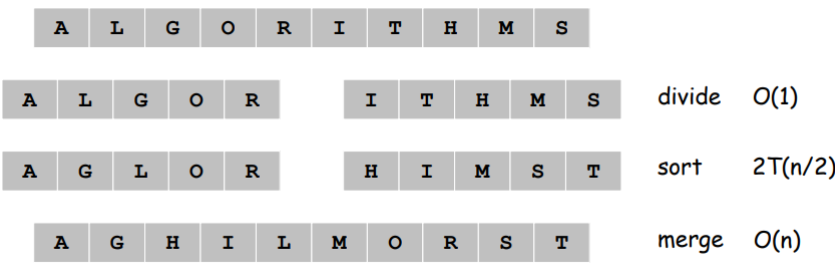 A L G O R I T H M S
A L G O R I T H M S divide O(1)
A G L O R H I M S T sort 2T(n/2)
A G H I L M O R S T merge O(n)